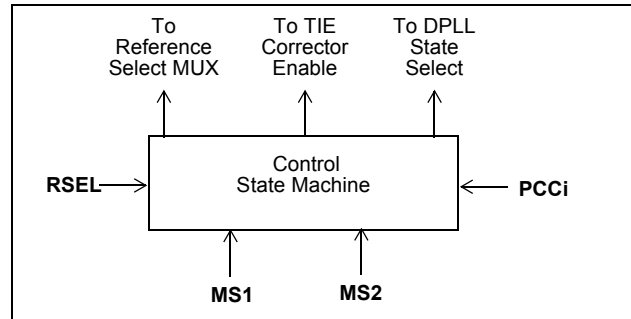 To
Reference
Select MUX
To TIE
Corrector
Enable
To DPLL
State
Select
Control
State Machine
RSEL
PCCi
MS1
MS2